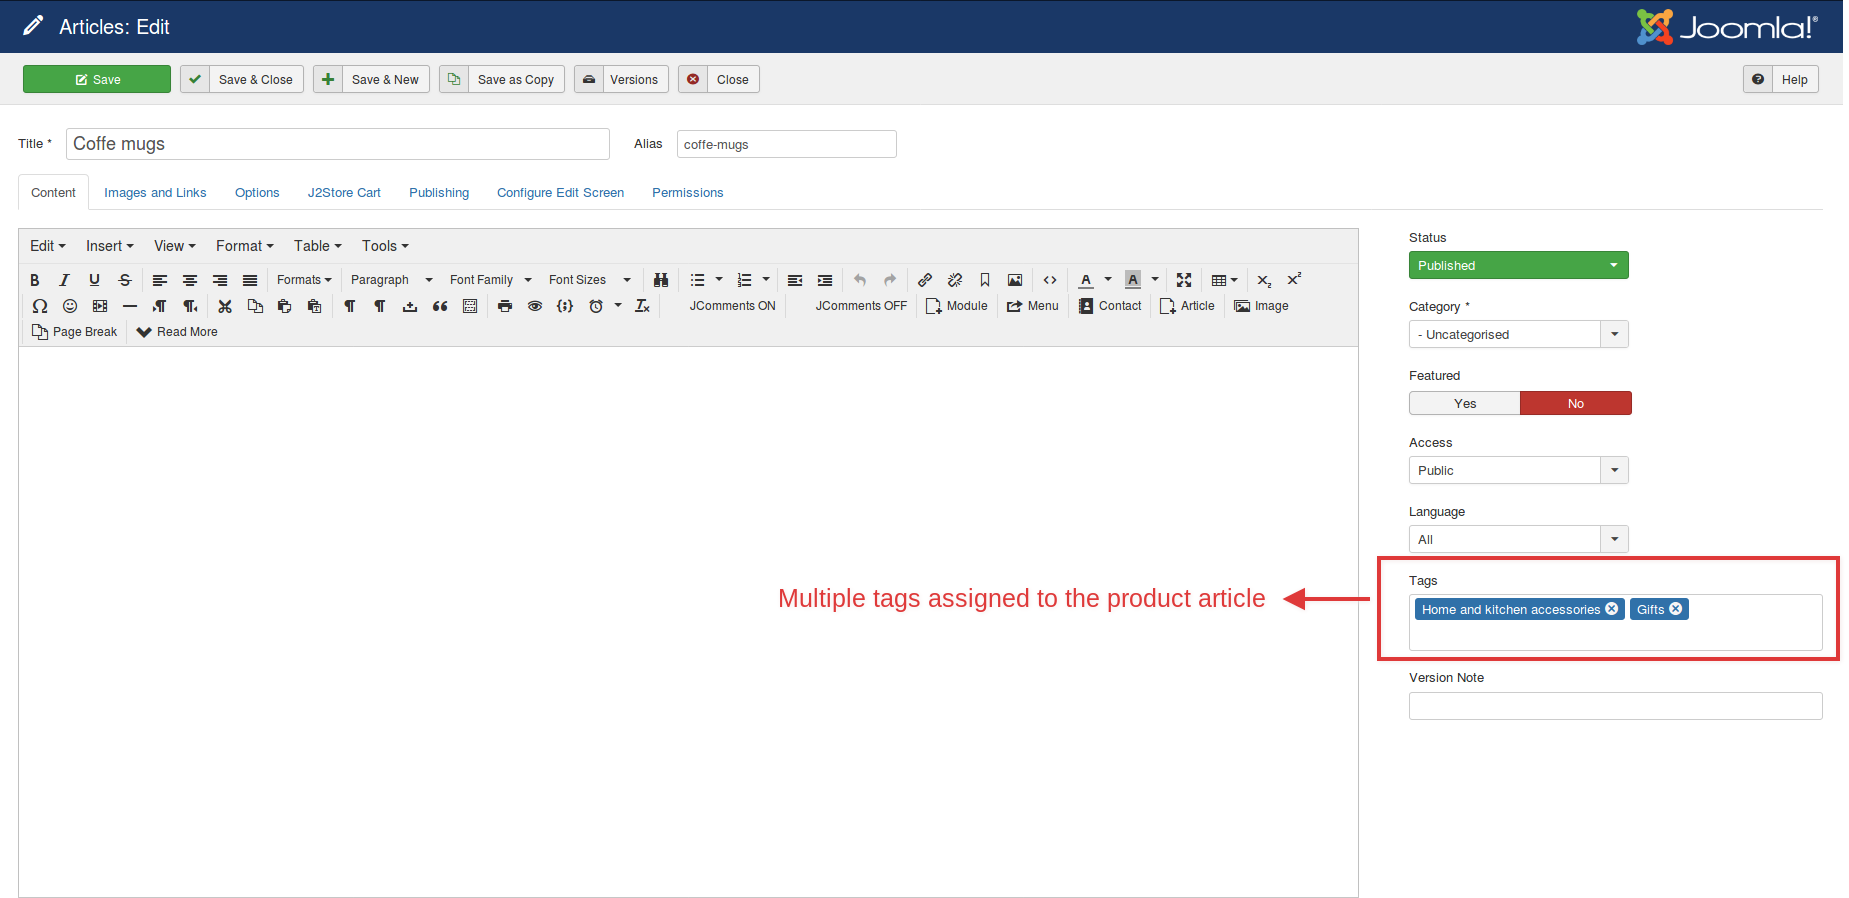 Articles: Edit
Joomla!®
Save
Save & Close
Save & New
Save as Copy
Versions
Close
Help
Title *
Coffe mugs
Alias
coffe-mugs
Content Images and Links Options J2Store Cart Publishing Configure Edit Screen Permissions
Edit Insert View Format Table Tools
B I U S Formats Paragraph Font Family Font Sizes A A X₂ X²
JComments ON JComments OFF Module Menu Contact Article Image
Page Break Read More
Status
Published
Category *
- Uncategorised
Featured
Yes No
Access
Public
Language
All
Tags
Home and kitchen accessories Gifts
Multiple tags assigned to the product article
Version Note